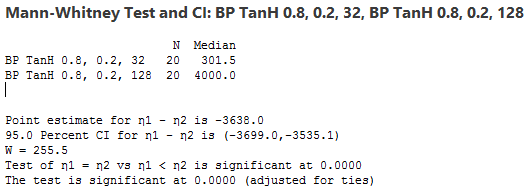 Mann-Whitney Test and CI: BP TanH 0.8, 0.2, 32, BP TanH 0.8, 0.2, 128
N Median
BP TanH 0.8, 0.2, 32 20 301.5
BP TanH 0.8, 0.2, 128 20 4000.0
Point estimate for η1 - η2 is -3638.0
95.0 Percent CI for η1 - η2 is (-3699.0,-3535.1)
W = 255.5
Test of η1 = η2 vs η1 < η2 is significant at 0.0000
The test is significant at 0.0000 (adjusted for ties)